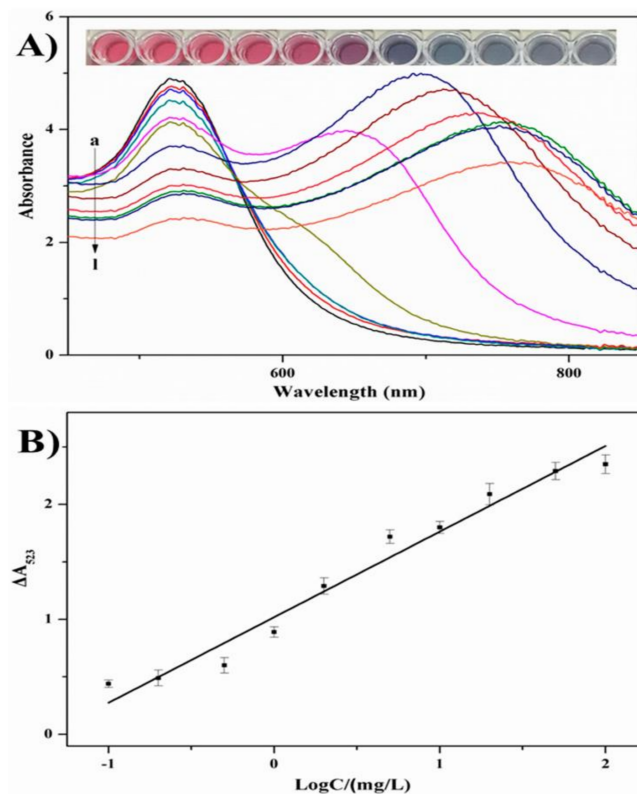 A)
6
4
2
0
Absorbance
a
l
600
800
Wavelength (nm)
B)
2
1
0
ΔA523
-1
0
1
2
LogC/(mg/L)